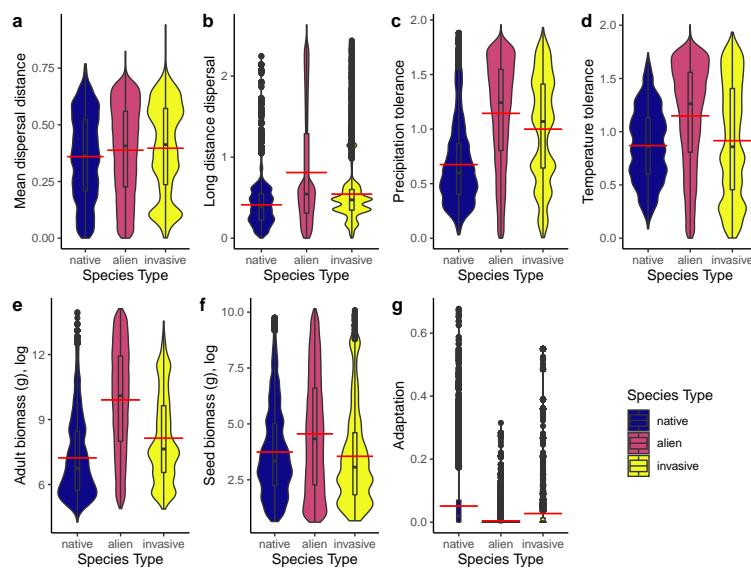 a
Mean dispersal distance
0.75
0.50
0.25
0.00
native alien invasive
Species Type
b
Long distance dispersal
2
1
0
native alien invasive
Species Type
c
Precipitation tolerance
2.0
1.5
1.0
0.5
0.0
native alien invasive
Species Type
d
Temperature tolerance
2.0
1.5
1.0
0.5
0.0
native alien invasive
Species Type
e
Adult biomass (g), log
12
9
6
native alien invasive
Species Type
f
Seed biomass (g), log
10.0
7.5
5.0
2.5
native alien invasive
Species Type
g
Adaptation
0.6
0.4
0.2
0.0
native alien invasive
Species Type
Species Type
native
alien
invasive